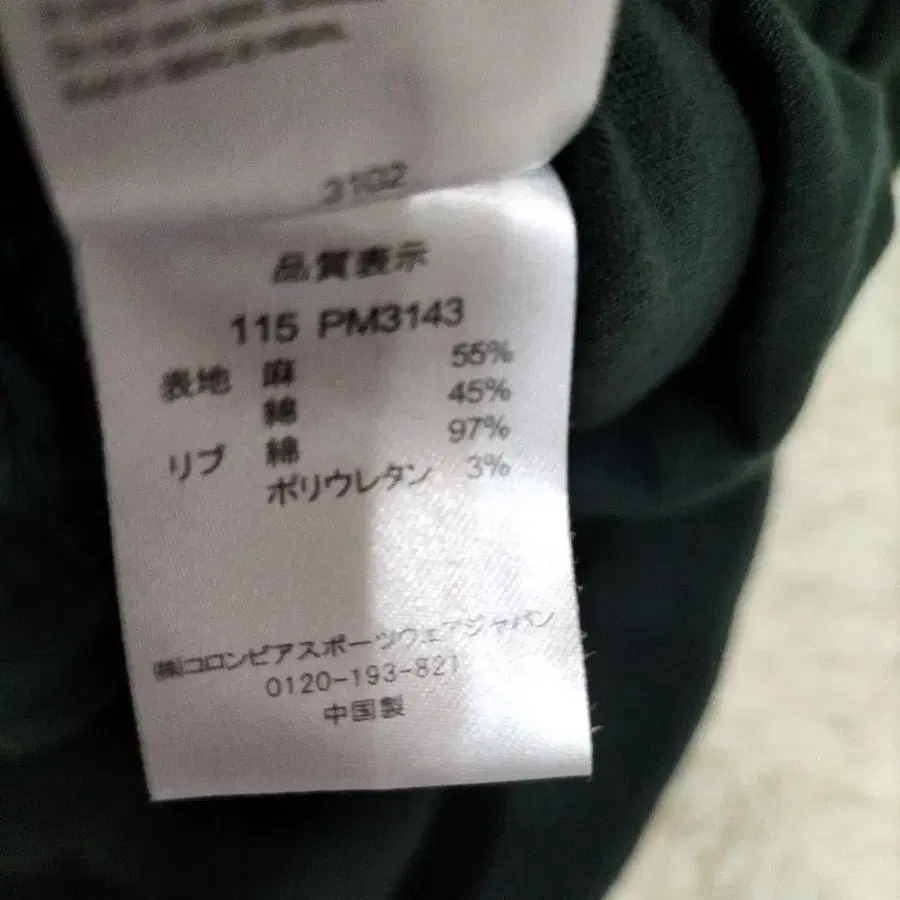 3102
品質表示
115 PM3143
表地 麻 55%
綿 45%
リブ 綿 97%
ポリウレタン 3%
㈱コロンビアスポーツウェアジャパン
0120-193-821
中国製